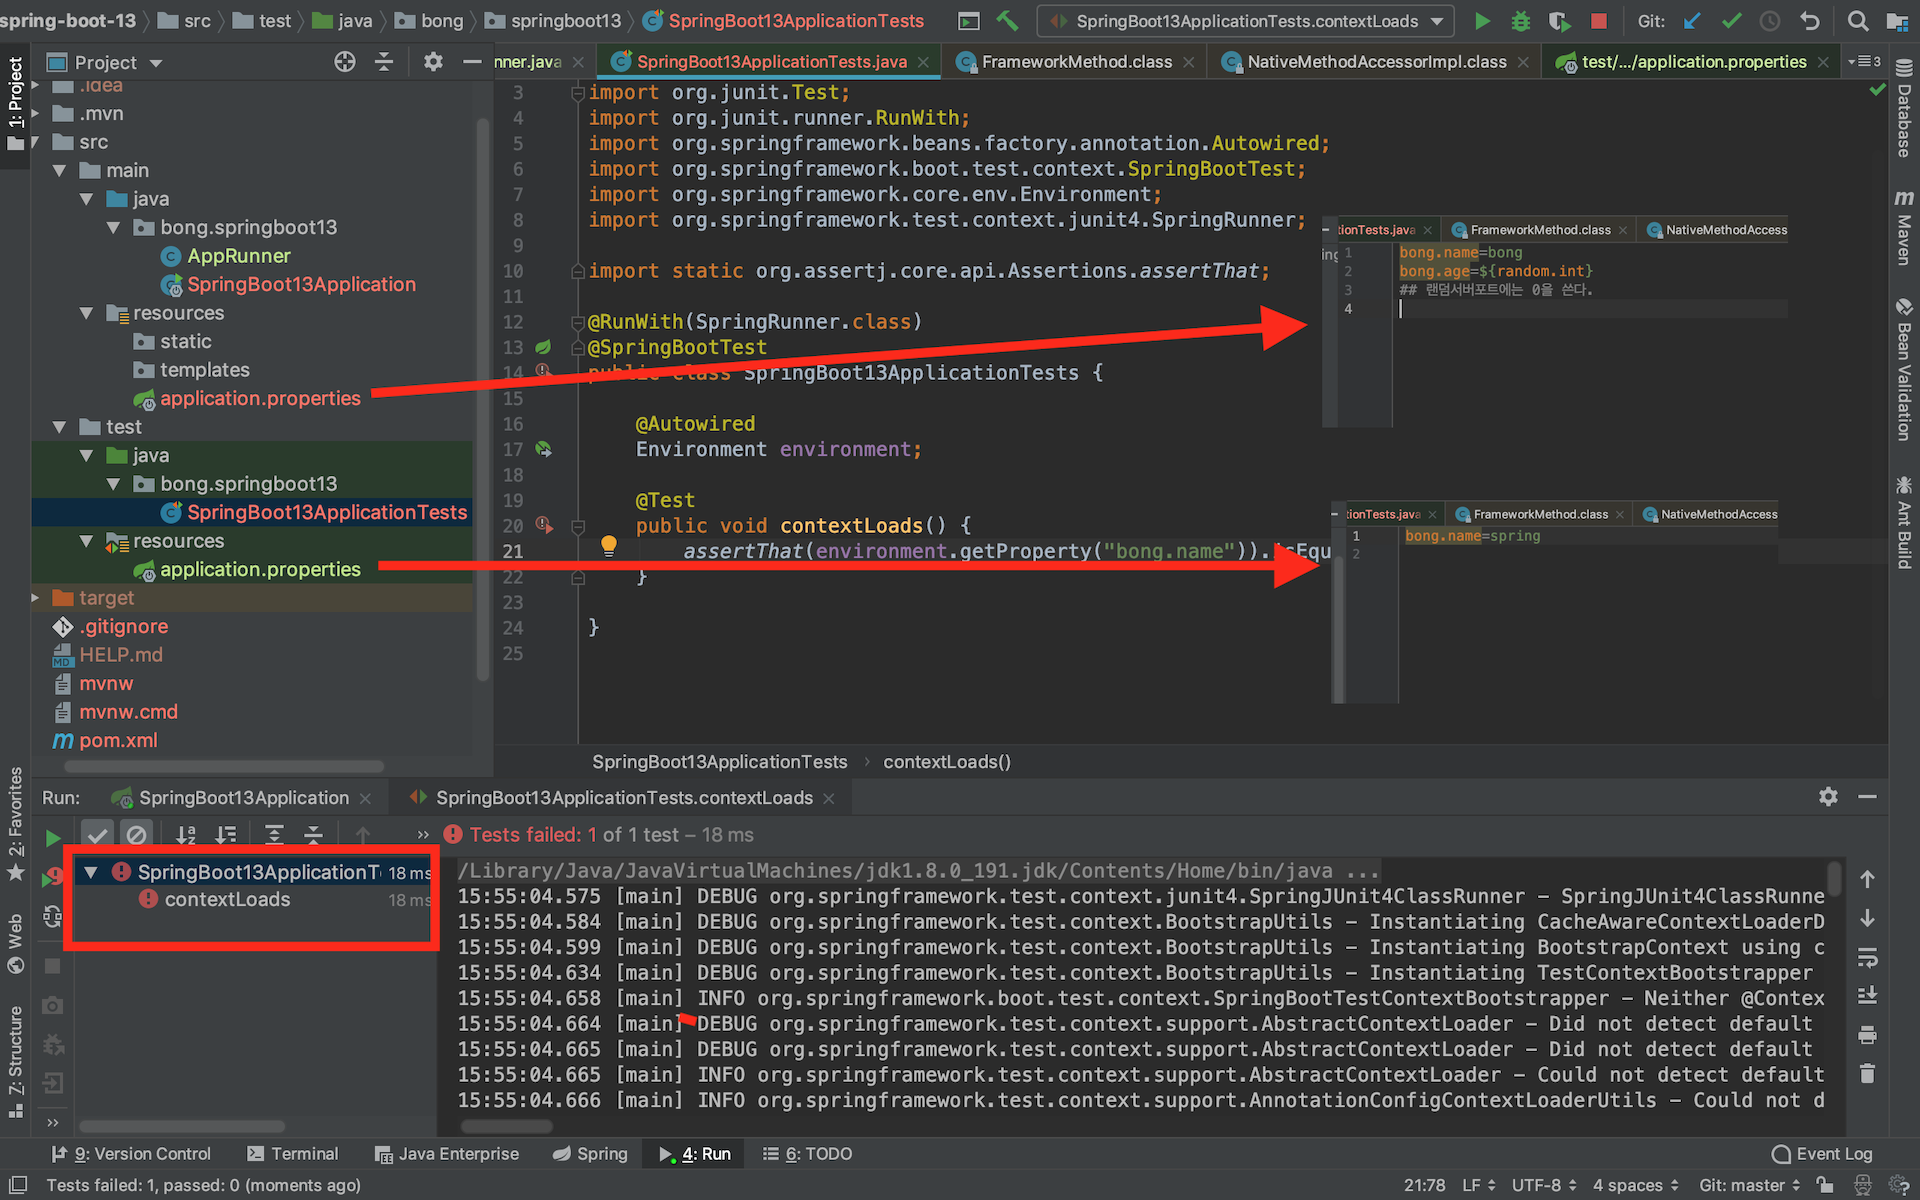 spring-boot-13 src test java bong springboot13 SpringBoot13ApplicationTests SpringBoot13ApplicationTests.contextLoads Git:
1: Project
Project
nner.java SpringBoot13ApplicationTests.java FrameworkMethod.class NativeMethodAccessorImpl.class test/.../application.properties 3
.idea
.mvn
src
main
java
bong.springboot13
AppRunner
SpringBoot13Application
resources
static
templates
application.properties
test
java
bong.springboot13
SpringBoot13ApplicationTests
resources
application.properties
target
.gitignore
HELP.md
mvnw
mvnw.cmd
pom.xml
3 import org.junit.Test;
4 import org.junit.runner.RunWith;
5 import org.springframework.beans.factory.annotation.Autowired;
6 import org.springframework.boot.test.context.SpringBootTest;
7 import org.springframework.core.env.Environment;
8 import org.springframework.test.context.junit4.SpringRunner;
9
10 import static org.assertj.core.api.Assertions.assertThat;
11
12 @RunWith(SpringRunner.class)
13 @SpringBootTest
14 public class SpringBoot13ApplicationTests {
15
16 @Autowired
17 Environment environment;
18
19 @Test
20 public void contextLoads() {
21 assertThat(environment.getProperty("bong.name")).isEqu
22 }
23
24 }
25
tionTests.java FrameworkMethod.class NativeMethodAccess
ing
1 bong.name=bong
2 bong.age=${random.int}
3 ## 랜덤서버포트에는 0을 쓴다.
4
ionTests.java FrameworkMethod.class NativeMethodAccess
1 bong.name=spring
2
Database
Maven
Bean Validation
Ant Build
SpringBoot13ApplicationTests contextLoads()
Run: SpringBoot13Application SpringBoot13ApplicationTests.contextLoads
2: Favorites
Web
Z: Structure
Tests failed: 1 of 1 test – 18 ms
SpringBoot13ApplicationT 18 ms
contextLoads 18 ms
/Library/Java/JavaVirtualMachines/jdk1.8.0_191.jdk/Contents/Home/bin/java ...
15:55:04.575 [main] DEBUG org.springframework.test.context.junit4.SpringJUnit4ClassRunner - SpringJUnit4ClassRunne
15:55:04.584 [main] DEBUG org.springframework.test.context.BootstrapUtils - Instantiating CacheAwareContextLoaderD
15:55:04.599 [main] DEBUG org.springframework.test.context.BootstrapUtils - Instantiating BootstrapContext using c
15:55:04.634 [main] DEBUG org.springframework.test.context.BootstrapUtils - Instantiating TestContextBootstrapper
15:55:04.658 [main] INFO org.springframework.boot.test.context.SpringBootTestContextBootstrapper - Neither @Contex
15:55:04.664 [main] DEBUG org.springframework.test.context.support.AbstractContextLoader - Did not detect default
15:55:04.665 [main] DEBUG org.springframework.test.context.support.AbstractContextLoader - Did not detect default
15:55:04.665 [main] INFO org.springframework.test.context.support.AbstractContextLoader - Could not detect default
15:55:04.666 [main] INFO org.springframework.test.context.support.AnnotationConfigContextLoaderUtils - Could not d
9: Version Control Terminal Java Enterprise Spring 4: Run 6: TODO Event Log
Tests failed: 1, passed: 0 (moments ago) 21:78 LF UTF-8 4 spaces Git: master